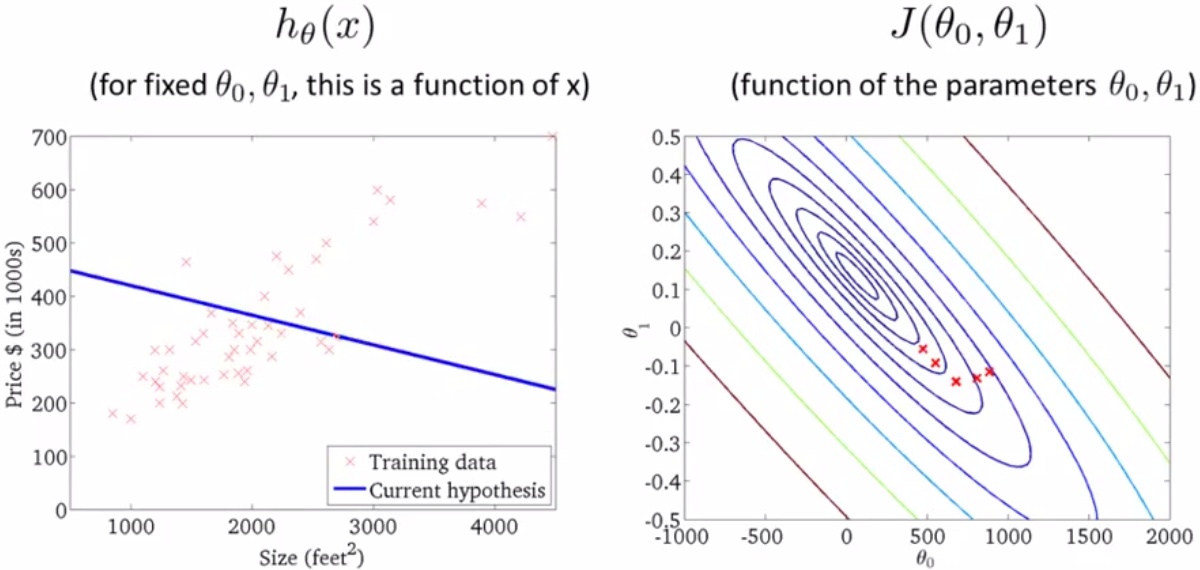 h_θ(x)
(for fixed θ₀, θ₁, this is a function of x)
700
600
500
400
300
200
100
0
Price $ (in 1000s)
1000 2000 3000 4000
Size (feet²)
Training data
Current hypothesis
J(θ₀, θ₁)
(function of the parameters θ₀, θ₁)
0.5
0.4
0.3
0.2
0.1
0
-0.1
-0.2
-0.3
-0.4
-0.5
θ₁
-1000 -500 0 500 1000 1500 2000
θ₀